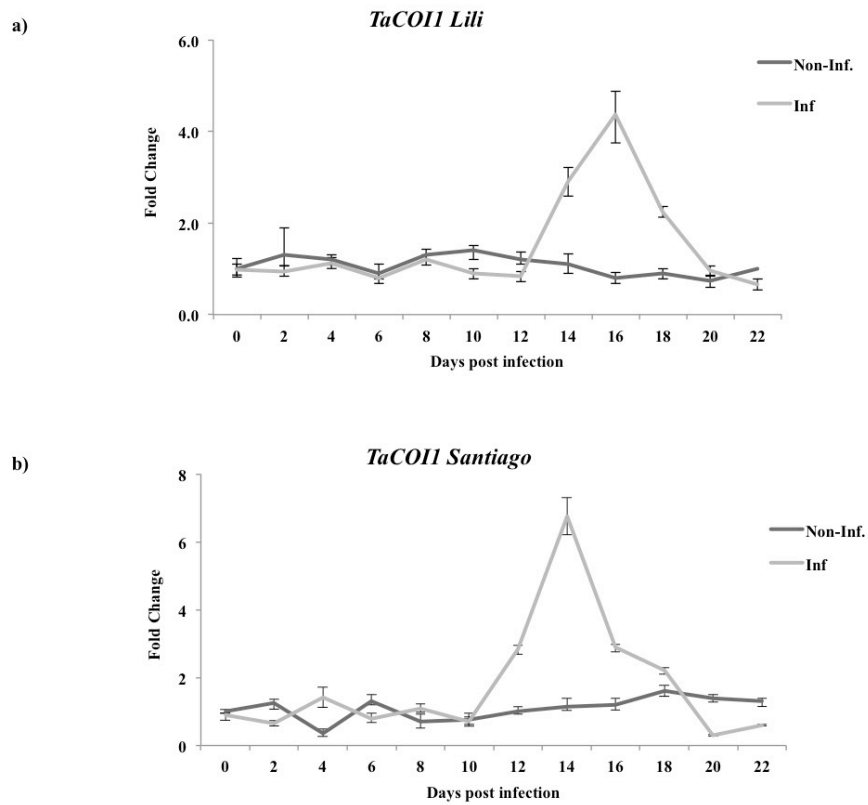 a)
TaCOI1 Lili
6.0
4.0
2.0
0.0
Fold Change
Non-Inf.
Inf
0 2 4 6 8 10 12 14 16 18 20 22
Days post infection
b)
TaCOI1 Santiago
8
6
4
2
0
Fold Change
Non-Inf.
Inf
0 2 4 6 8 10 12 14 16 18 20 22
Days post infection